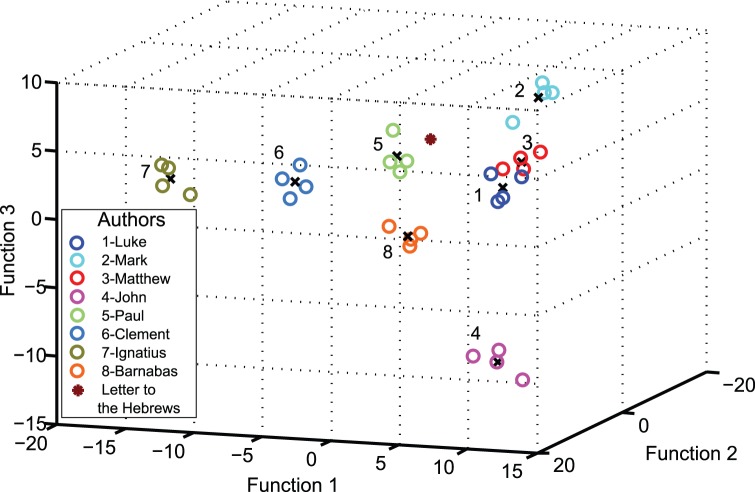 10
5
0
−5
−10
−15
Function 3
−20
−15
−10
−5
0
5
10
15
Function 1
20
0
−20
Function 2
1
2
3
4
5
6
7
8
Authors
1-Luke
2-Mark
3-Matthew
4-John
5-Paul
6-Clement
7-Ignatius
8-Barnabas
Letter to
the Hebrews